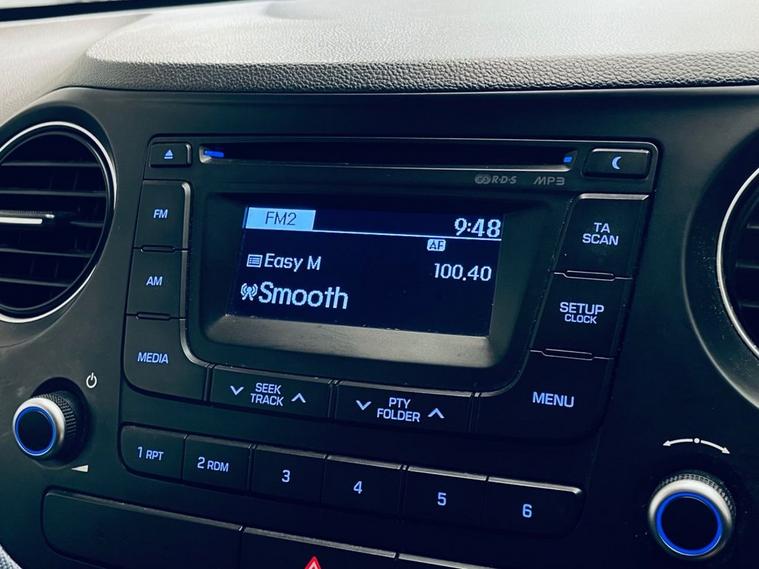 R·D·S MP3
FM2 9:48
AF
Easy M 100.40
Smooth
FM
AM
MEDIA
TA
SCAN
SETUP
CLOCK
MENU
SEEK
TRACK
PTY
FOLDER
1 RPT
2 RDM
3
4
5
6